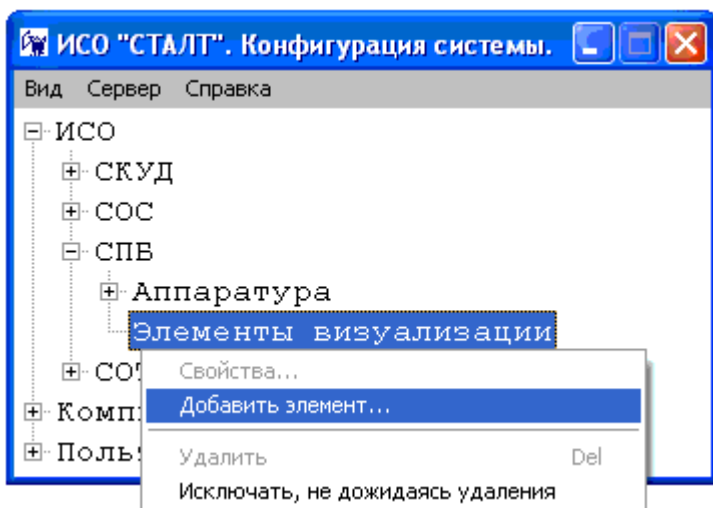 ИСО "СТАЛТ". Конфигурация системы.
Вид Сервер Справка
ИСО
СКУД
СОС
СПБ
Аппаратура
Элементы визуализации
Свойства...
Добавить элемент...
Удалить Del
Исключать, не дожидаясь удаления